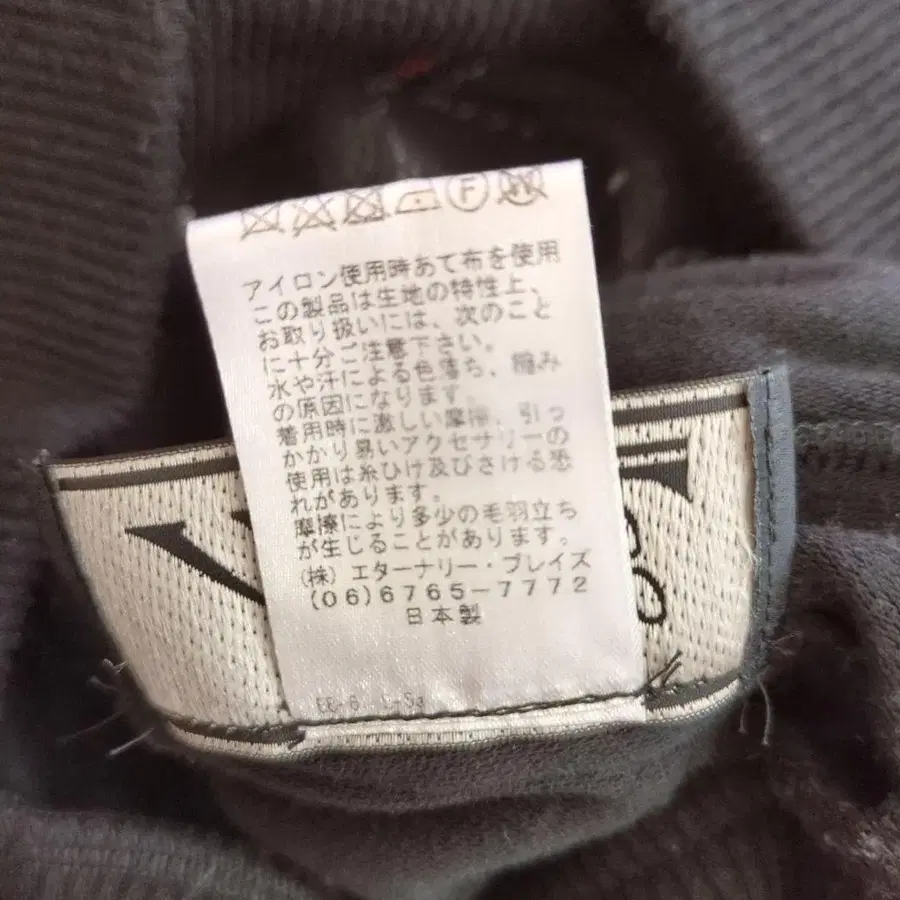 F
アイロン使用時あて布を使用
この製品は生地の特性上、
お取り扱いには、次のこと
に十分ご注意下さい。
水や汗による色落ち、縮み
の原因になります。
着用時に激しい摩擦、引っ
かかり易いアクセサリーの
使用は糸ひけ及びさける恐
れがあります。
摩擦により多少の毛羽立ち
が生じることがあります。
(株) エターナリー・プレイズ
(06)6765-7772
日本製